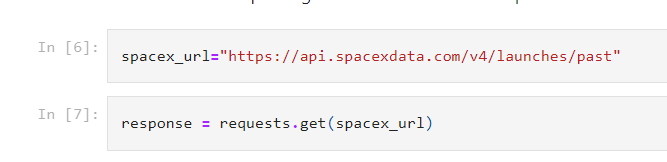 In [6]:
spacex_url="https://api.spacexdata.com/v4/launches/past"
In [7]:
response = requests.get(spacex_url)